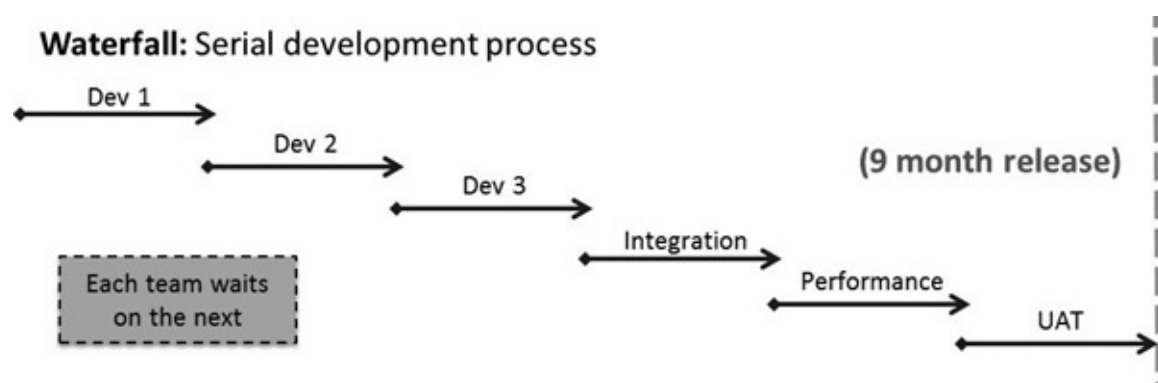 Waterfall: Serial development process
Dev 1
Dev 2
(9 month release)
Dev 3
Integration
Each team waits
on the next
Performance
UAT